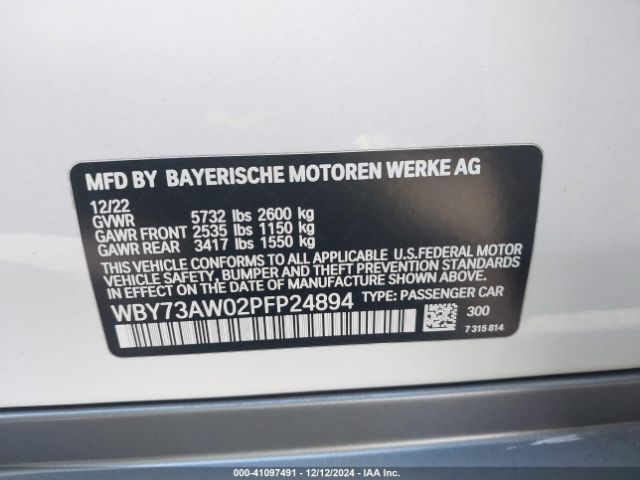 MFD BY BAYERISCHE MOTOREN WERKE AG
12/22
GVWR 5732 lbs 2600 kg
GAWR FRONT 2535 lbs 1150 kg
GAWR REAR 3417 lbs 1550 kg
THIS VEHICLE CONFORMS TO ALL APPLICABLE U.S.FEDERAL MOTOR
VEHICLE SAFETY, BUMPER AND THEFT PREVENTION STANDARDS
IN EFFECT ON THE DATE OF MANUFACTURE SHOWN ABOVE.
WBY73AW02PFP24894 TYPE: PASSENGER CAR
300
7 315 814
000-41097491 - 12/12/2024 - IAA Inc.